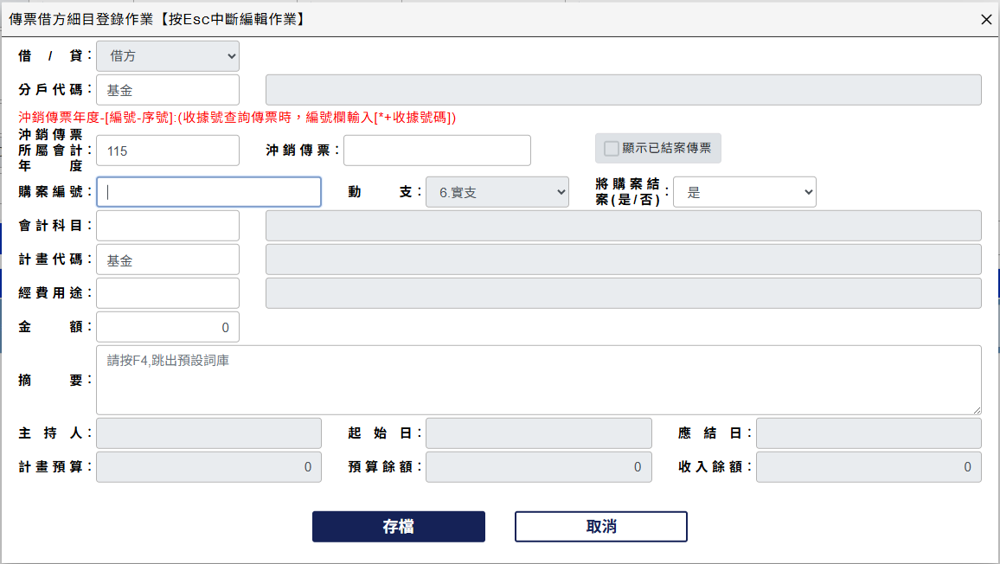 傳票借方細目登錄作業【按Esc中斷編輯作業】
借 / 貸： 借方
分戶代碼： 基金
沖銷傳票年度-[編號-序號]:(收據號查詢傳票時，編號欄輸入[*+收據號碼])
沖銷傳票所屬會計年度： 115 沖銷傳票： 顯示已結案傳票
購案編號： 動支： 6.實支 將購案結案(是/否)： 是
會計科目：
計畫代碼： 基金
經費用途：
金額： 0
摘要： 請按F4,跳出預設詞庫
主持人： 起始日： 應結日：
計畫預算： 0 預算餘額： 0 收入餘額： 0
存檔 取消